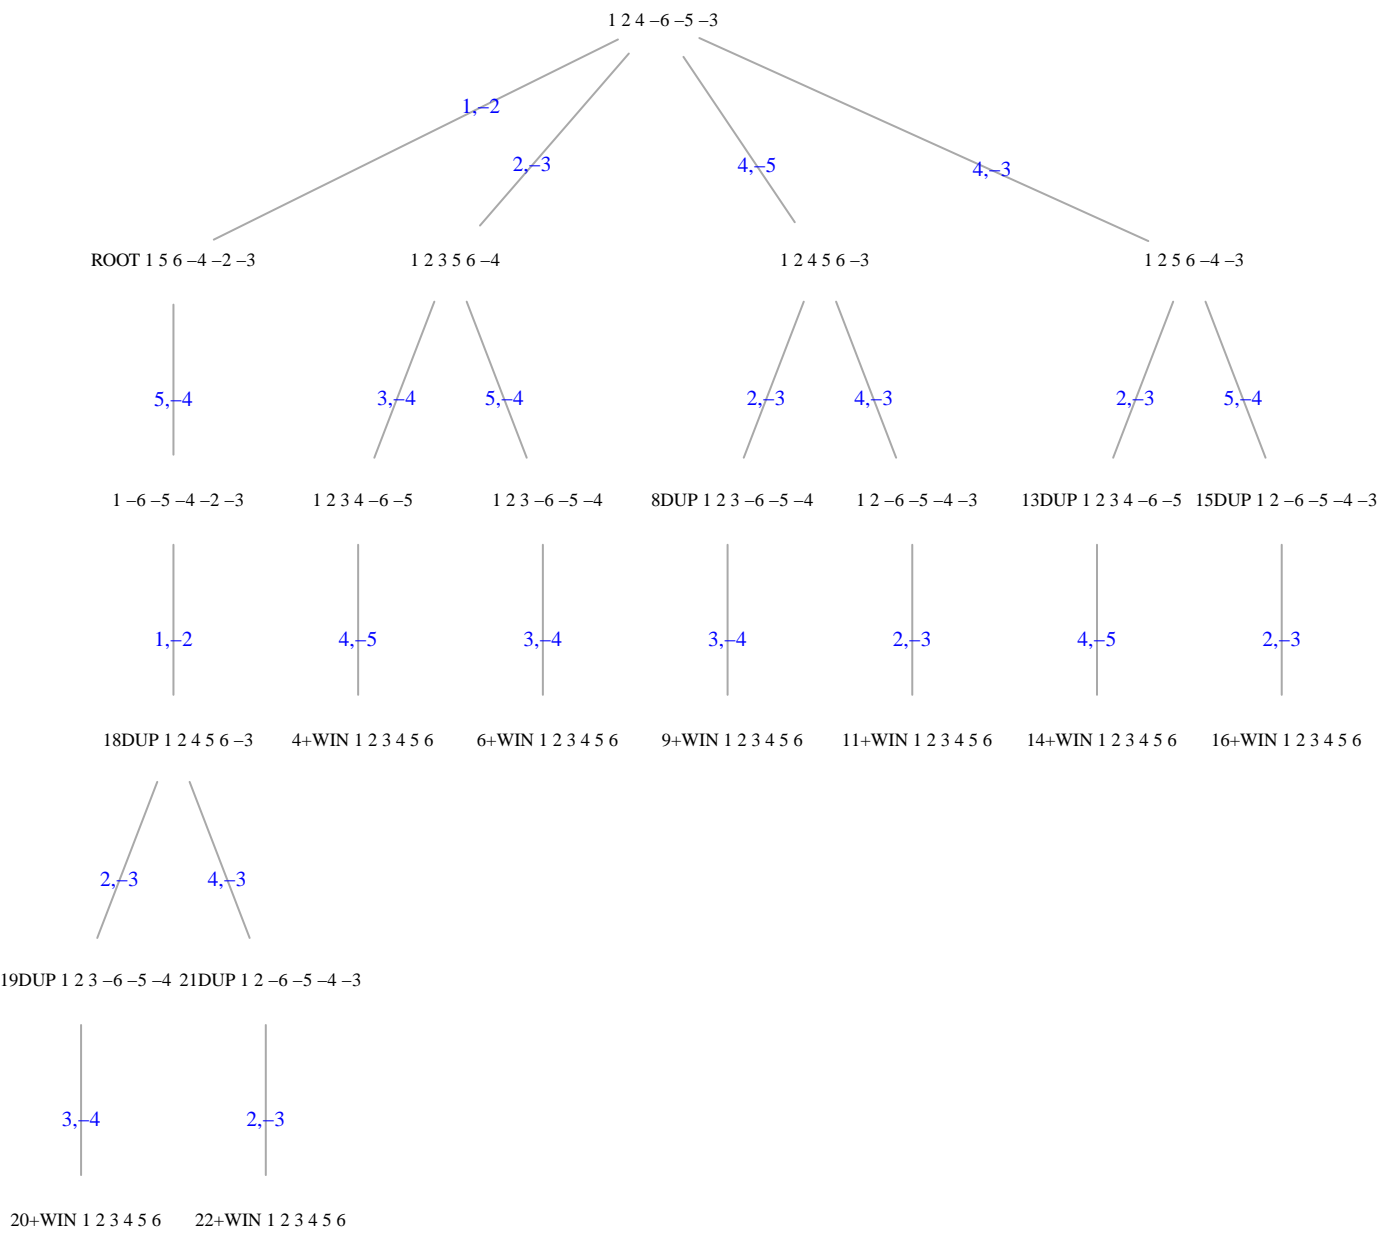 1 2 4 –6 –5 –3
1,–2
2,–3
4,–5
4,–3
ROOT 1 5 6 –4 –2 –3
1 2 3 5 6 –4
1 2 4 5 6 –3
1 2 5 6 –4 –3
5,–4
3,–4
5,–4
2,–3
4,–3
2,–3
5,–4
1 –6 –5 –4 –2 –3
1 2 3 4 –6 –5
1 2 3 –6 –5 –4
8DUP 1 2 3 –6 –5 –4
1 2 –6 –5 –4 –3
13DUP 1 2 3 4 –6 –5
15DUP 1 2 –6 –5 –4 –3
1,–2
4,–5
3,–4
3,–4
2,–3
4,–5
2,–3
18DUP 1 2 4 5 6 –3
4+WIN 1 2 3 4 5 6
6+WIN 1 2 3 4 5 6
9+WIN 1 2 3 4 5 6
11+WIN 1 2 3 4 5 6
14+WIN 1 2 3 4 5 6
16+WIN 1 2 3 4 5 6
2,–3
4,–3
19DUP 1 2 3 –6 –5 –4
21DUP 1 2 –6 –5 –4 –3
3,–4
2,–3
20+WIN 1 2 3 4 5 6
22+WIN 1 2 3 4 5 6